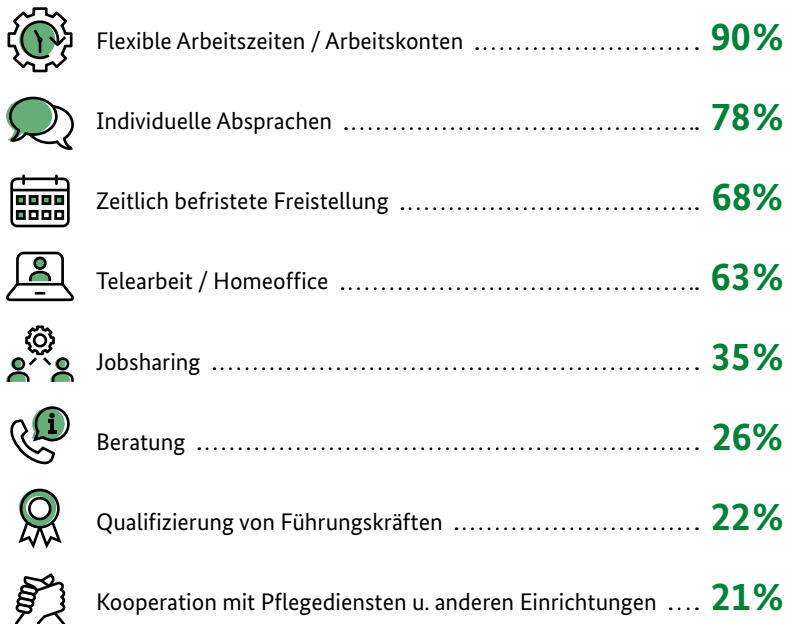 Flexible Arbeitszeiten / Arbeitskonten 90%
Individuelle Absprachen 78%
Zeitlich befristete Freistellung 68%
Telearbeit / Homeoffice 63%
Jobsharing 35%
Beratung 26%
Qualifizierung von Führungskräften 22%
Kooperation mit Pflegediensten u. anderen Einrichtungen 21%